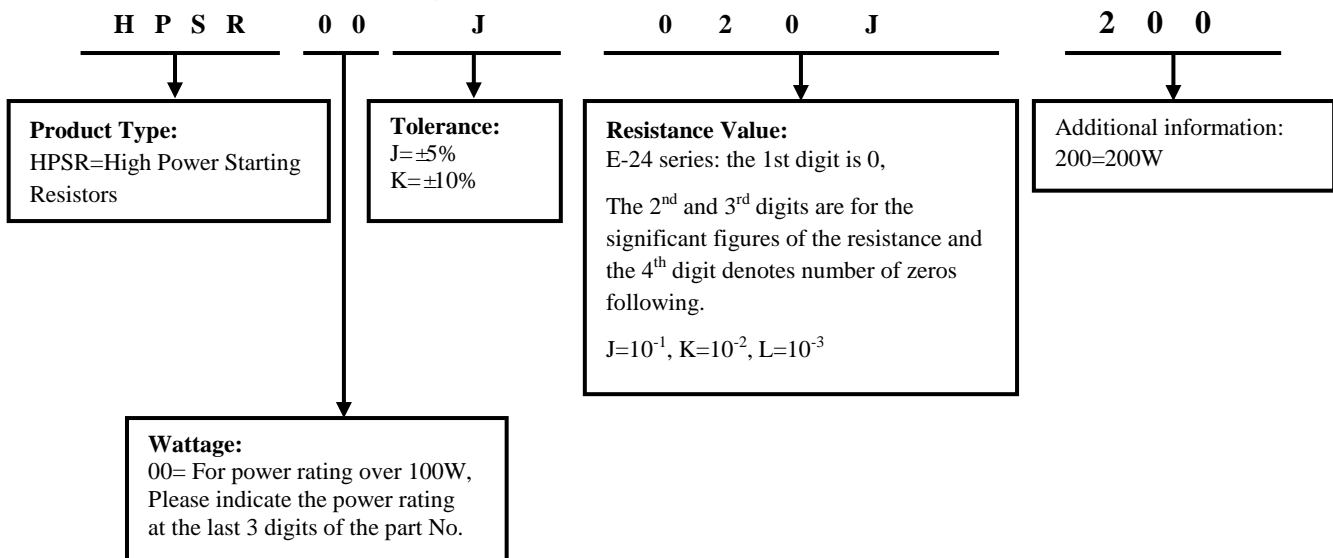 H P S R 0 0 J 0 2 0 J 2 0 0
Product Type:
HPSR=High Power Starting
Resistors
Tolerance:
J=±5%
K=±10%
Resistance Value:
E-24 series: the 1st digit is 0,
The 2nd and 3rd digits are for the
significant figures of the resistance and
the 4th digit denotes number of zeros
following.
J=10-1, K=10-2, L=10-3
Additional information:
200=200W
Wattage:
00= For power rating over 100W,
Please indicate the power rating
at the last 3 digits of the part No.